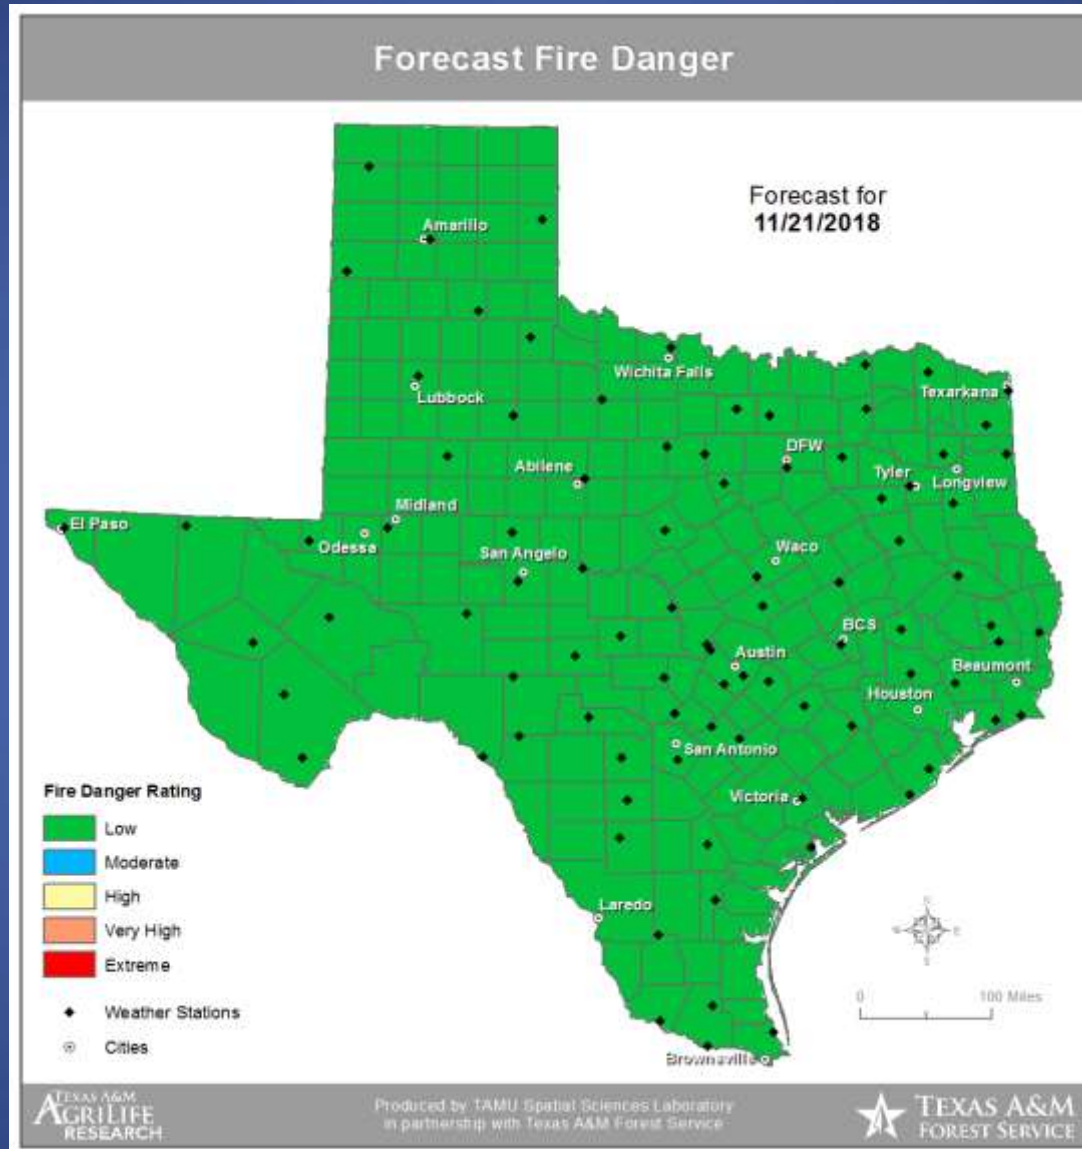 Forecast Fire Danger
Forecast for
11/21/2018
Amarillo
Wichita Falls
Lubbock
Texarkana
DFW
Abilene
Tyler
Longview
Midland
El Paso
Odessa
San Angelo
Waco
BCS
Austin
Beaumont
Houston
San Antonio
Victoria
Laredo
Brownsville
Fire Danger Rating
Low
Moderate
High
Very High
Extreme
Weather Stations
Cities
N
W E
S
0 100 Miles
TEXAS A&M
AGRILIFE
RESEARCH
Produced by TAMU Spatial Sciences Laboratory
in partnership with Texas A&M Forest Service
TEXAS A&M
FOREST SERVICE